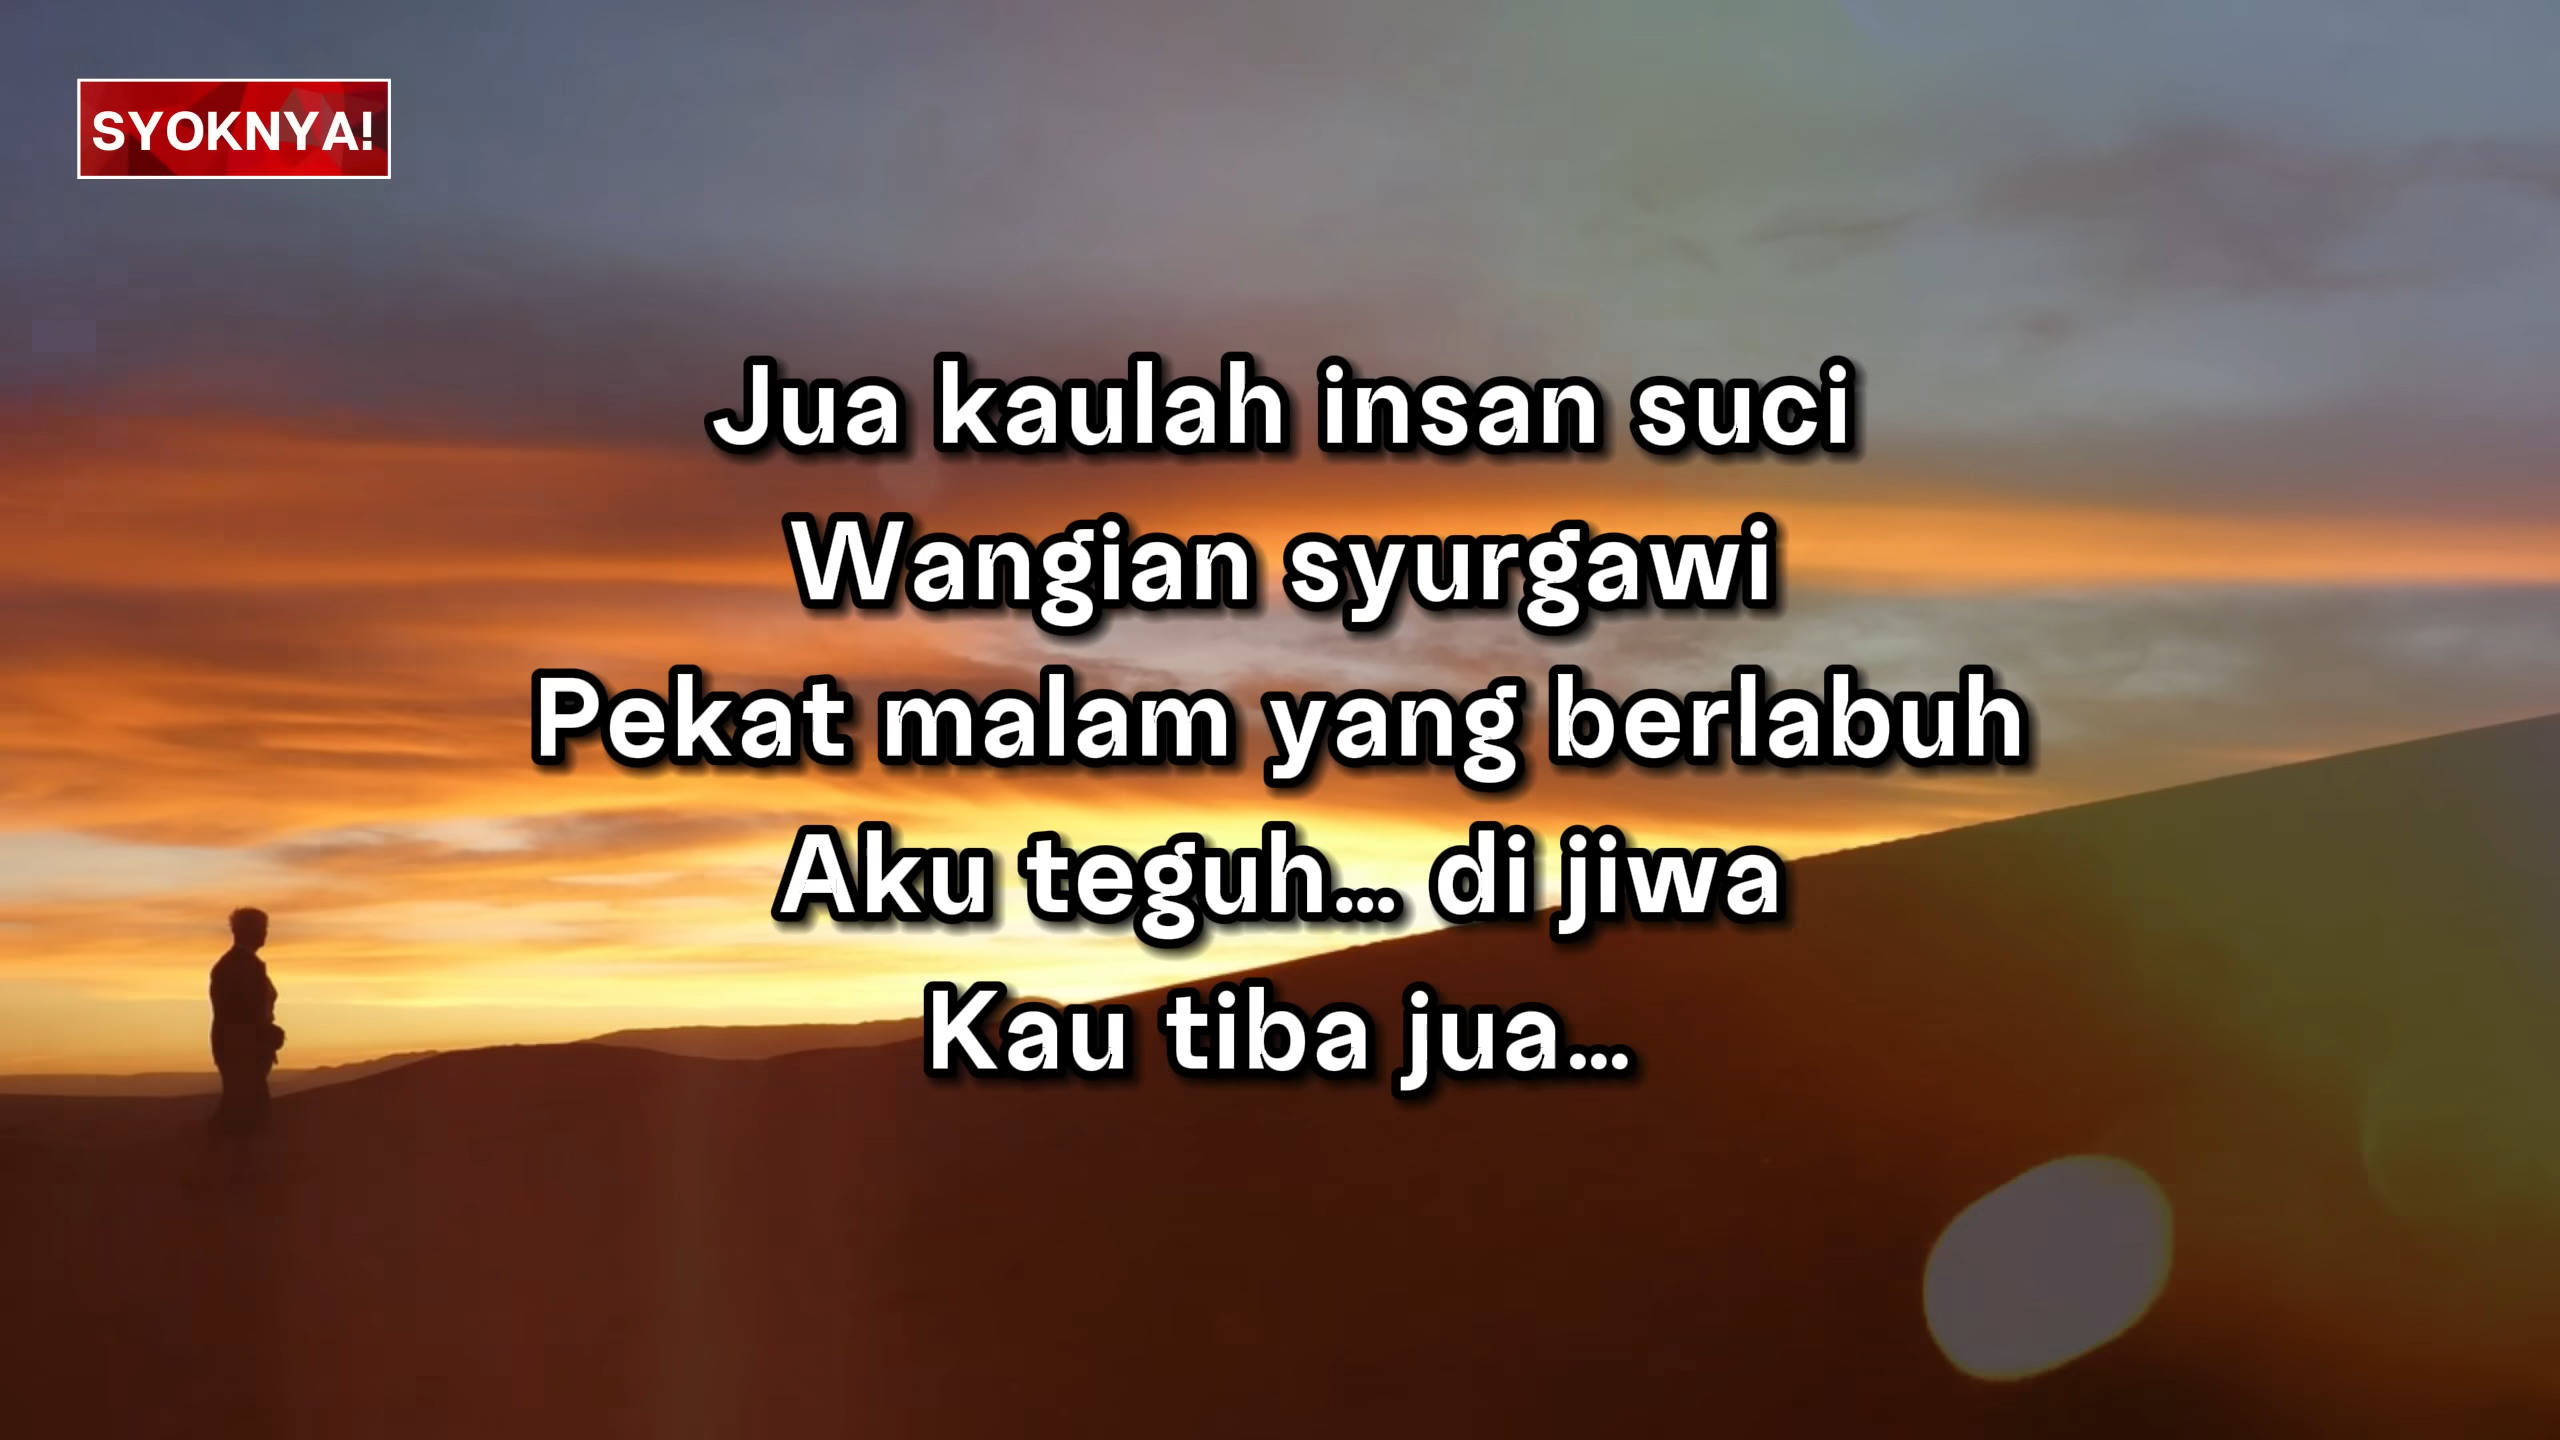 SYOKNYA!
Jua kaulah insan suci
Wangian syurgawi
Pekat malam yang berlabuh
Aku teguh... di jiwa
Kau tiba jua...